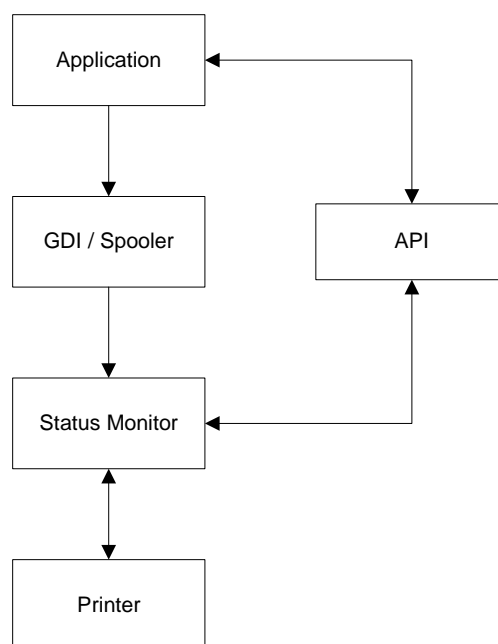 Application
GDI / Spooler
API
Status Monitor
Printer